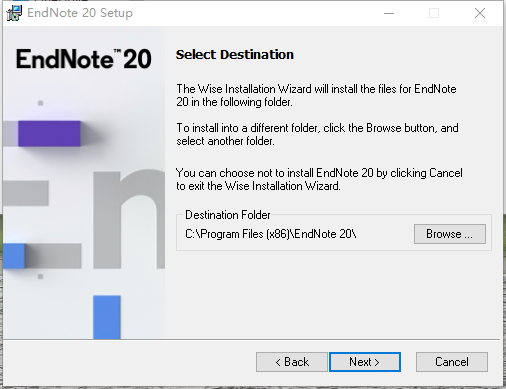 EndNote 20 Setup
EndNote™ 20
Select Destination
The Wise Installation Wizard will install the files for EndNote
20 in the following folder.
To install into a different folder, click the Browse button, and
select another folder.
You can choose not to install EndNote 20 by clicking Cancel
to exit the Wise Installation Wizard.
Destination Folder
C:\Program Files (x86)\EndNote 20\
Browse ...
En
< Back
Next >
Cancel